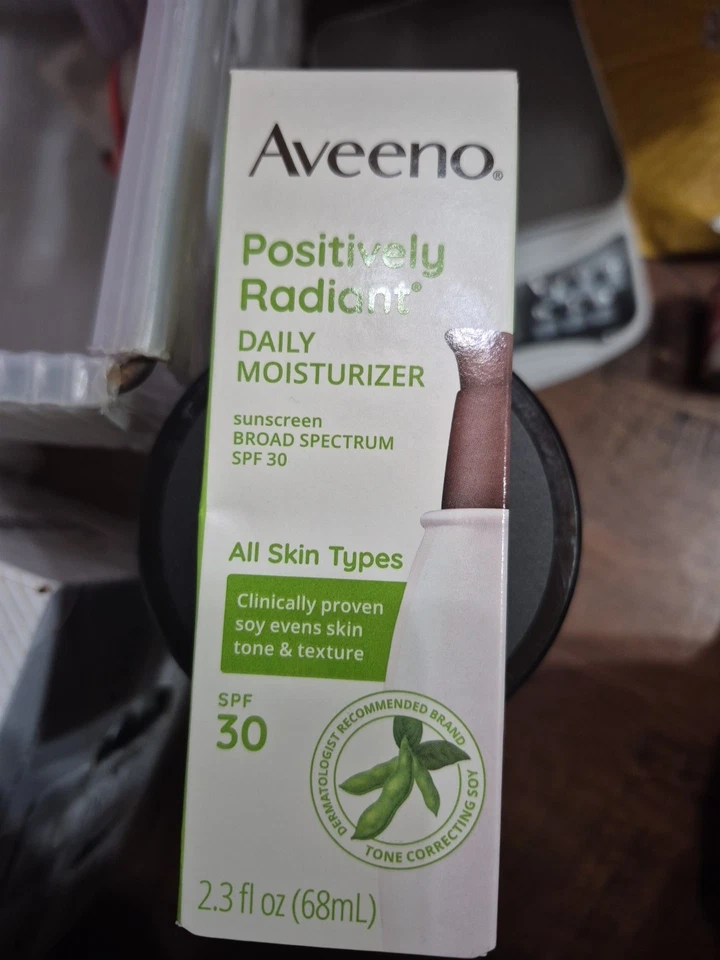 Aveeno®
Positively
Radiant®
DAILY
MOISTURIZER
sunscreen
BROAD SPECTRUM
SPF 30
All Skin Types
Clinically proven
soy evens skin
tone & texture
SPF
30
DERMATOLOGIST RECOMMENDED BRAND
TONE CORRECTING SOY
2.3 fl oz (68mL)